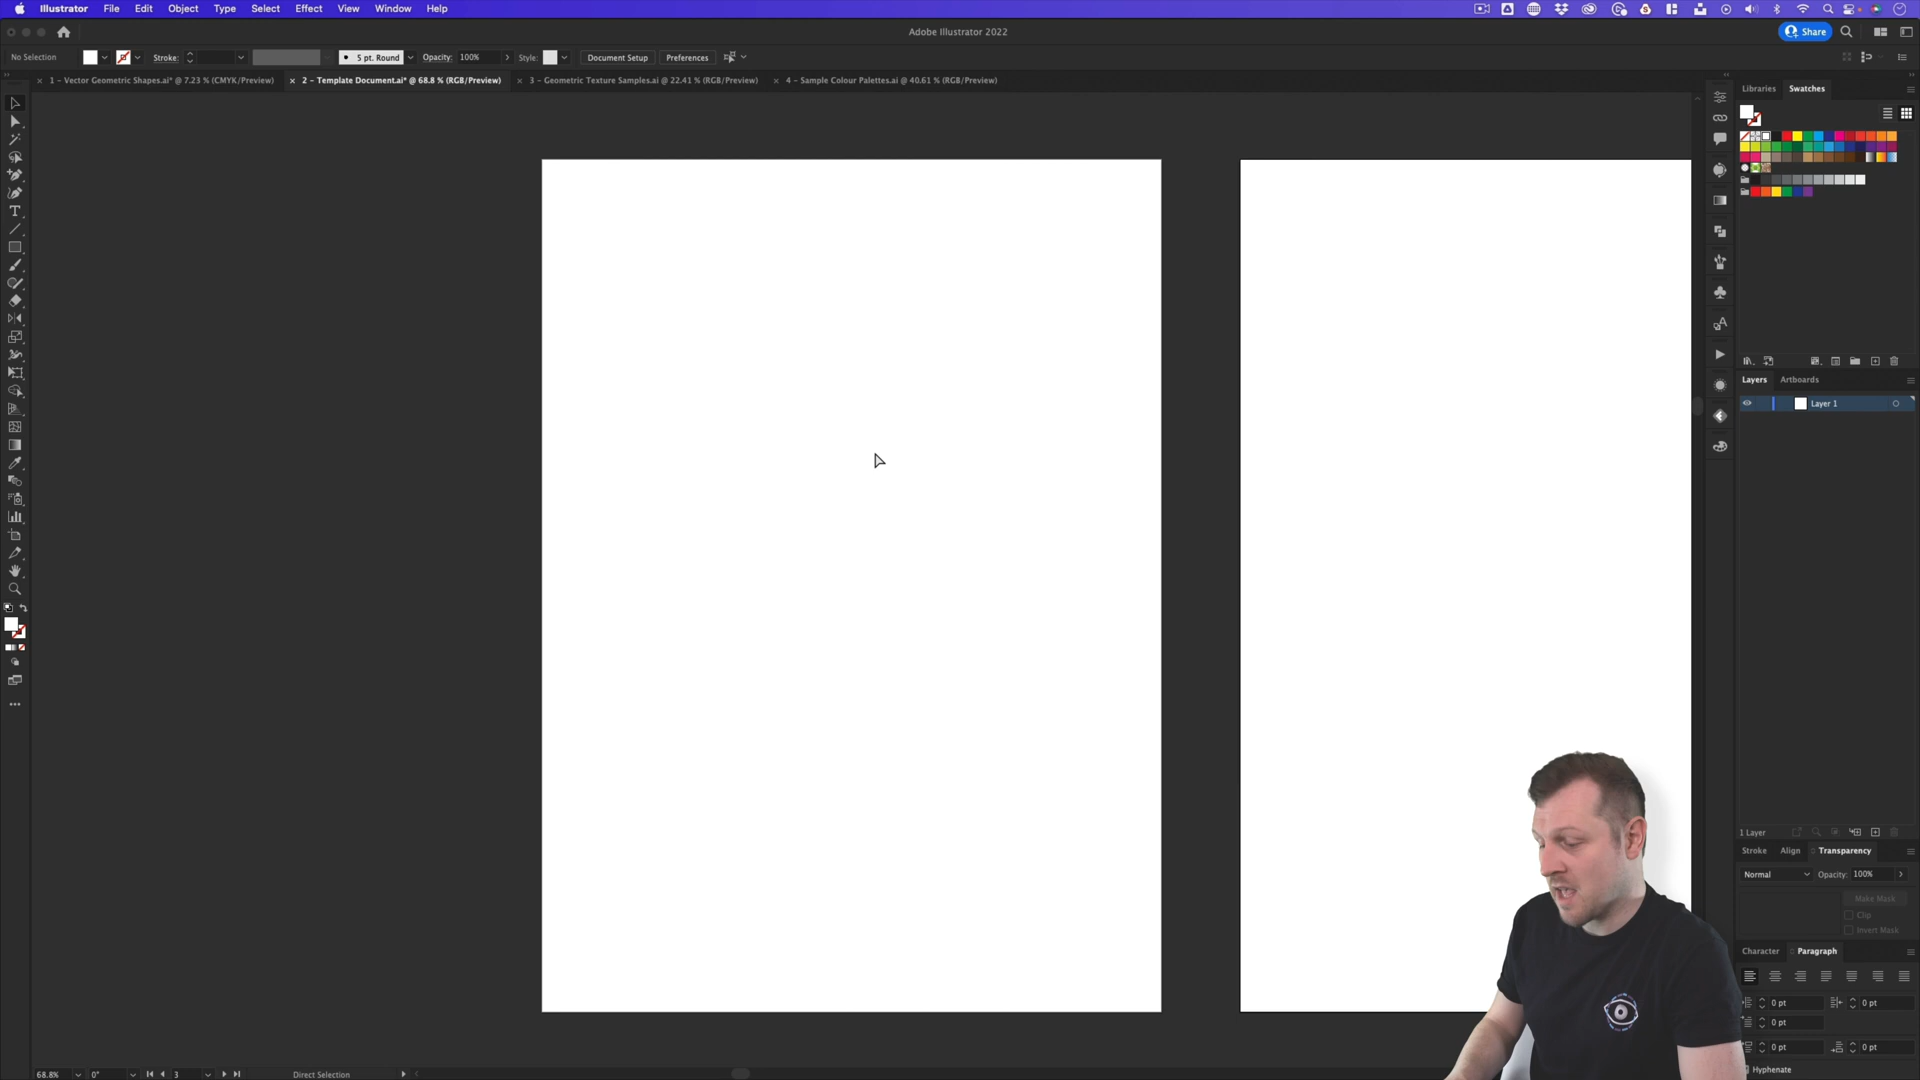 Illustrator File Edit Object Type Select Effect View Window Help
Adobe Illustrator 2022
Share
No Selection Stroke: 5 pt. Round Opacity: 100% Style: Document Setup Preferences
1 – Vector Geometric Shapes.ai* @ 7.23 % (CMYK/Preview) 2 – Template Document.ai* @ 68.8 % (RGB/Preview) 3 – Geometric Texture Samples.ai @ 22.41 % (RGB/Preview) 4 – Sample Colour Palettes.ai @ 40.61 % (RGB/Preview)
Libraries Swatches
Layers Artboards
Layer 1
1 Layer
Stroke Align Transparency
Normal Opacity: 100%
Make Mask
Clip
Invert Mask
Character Paragraph
0 pt 0 pt
0 pt
0 pt 0 pt
Hyphenate
68.8% 0° 3 Direct Selection